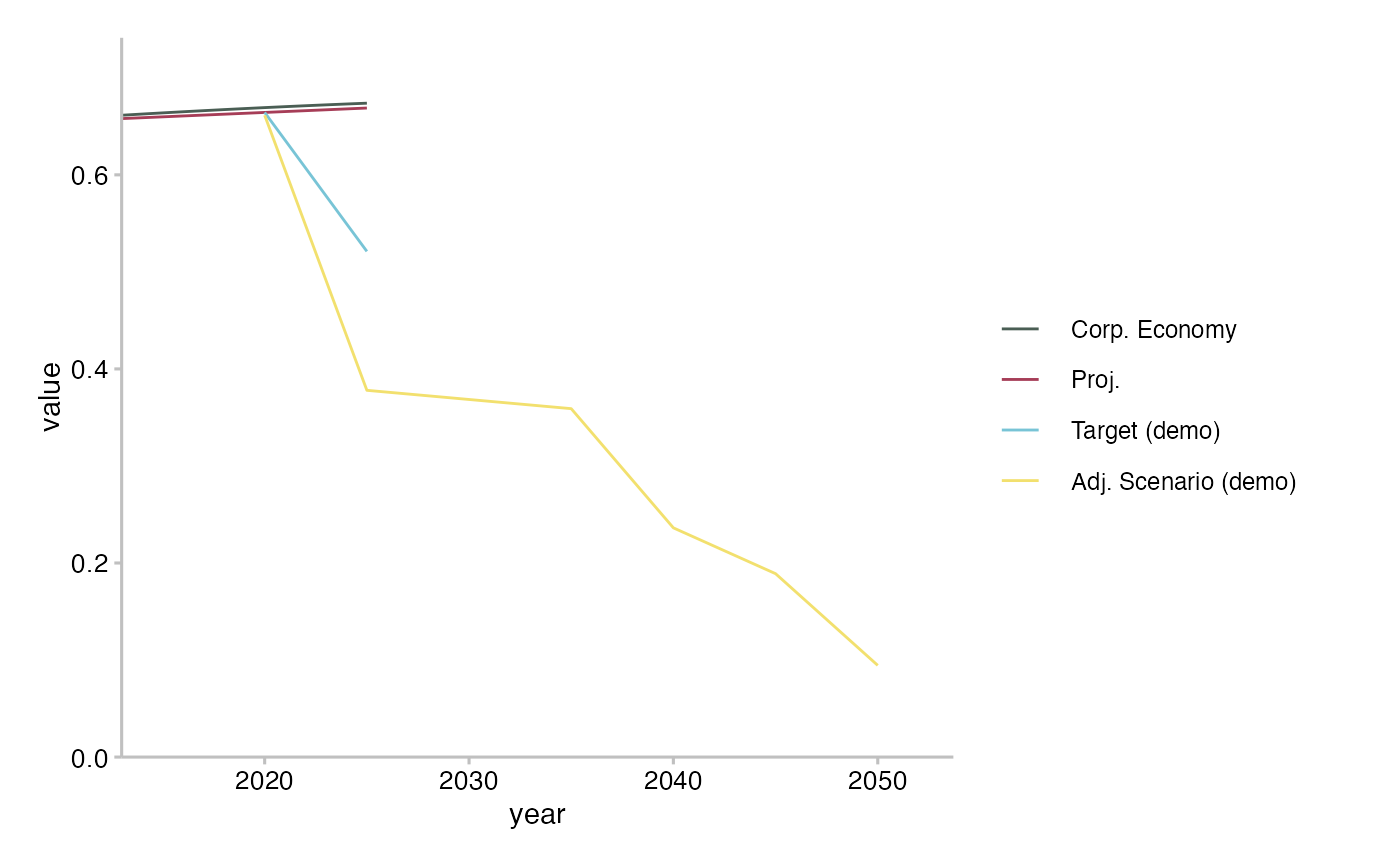 0.6
0.4
0.2
0.0
value
2020 2030 2040 2050
year
Corp. Economy
Proj.
Target (demo)
Adj. Scenario (demo)